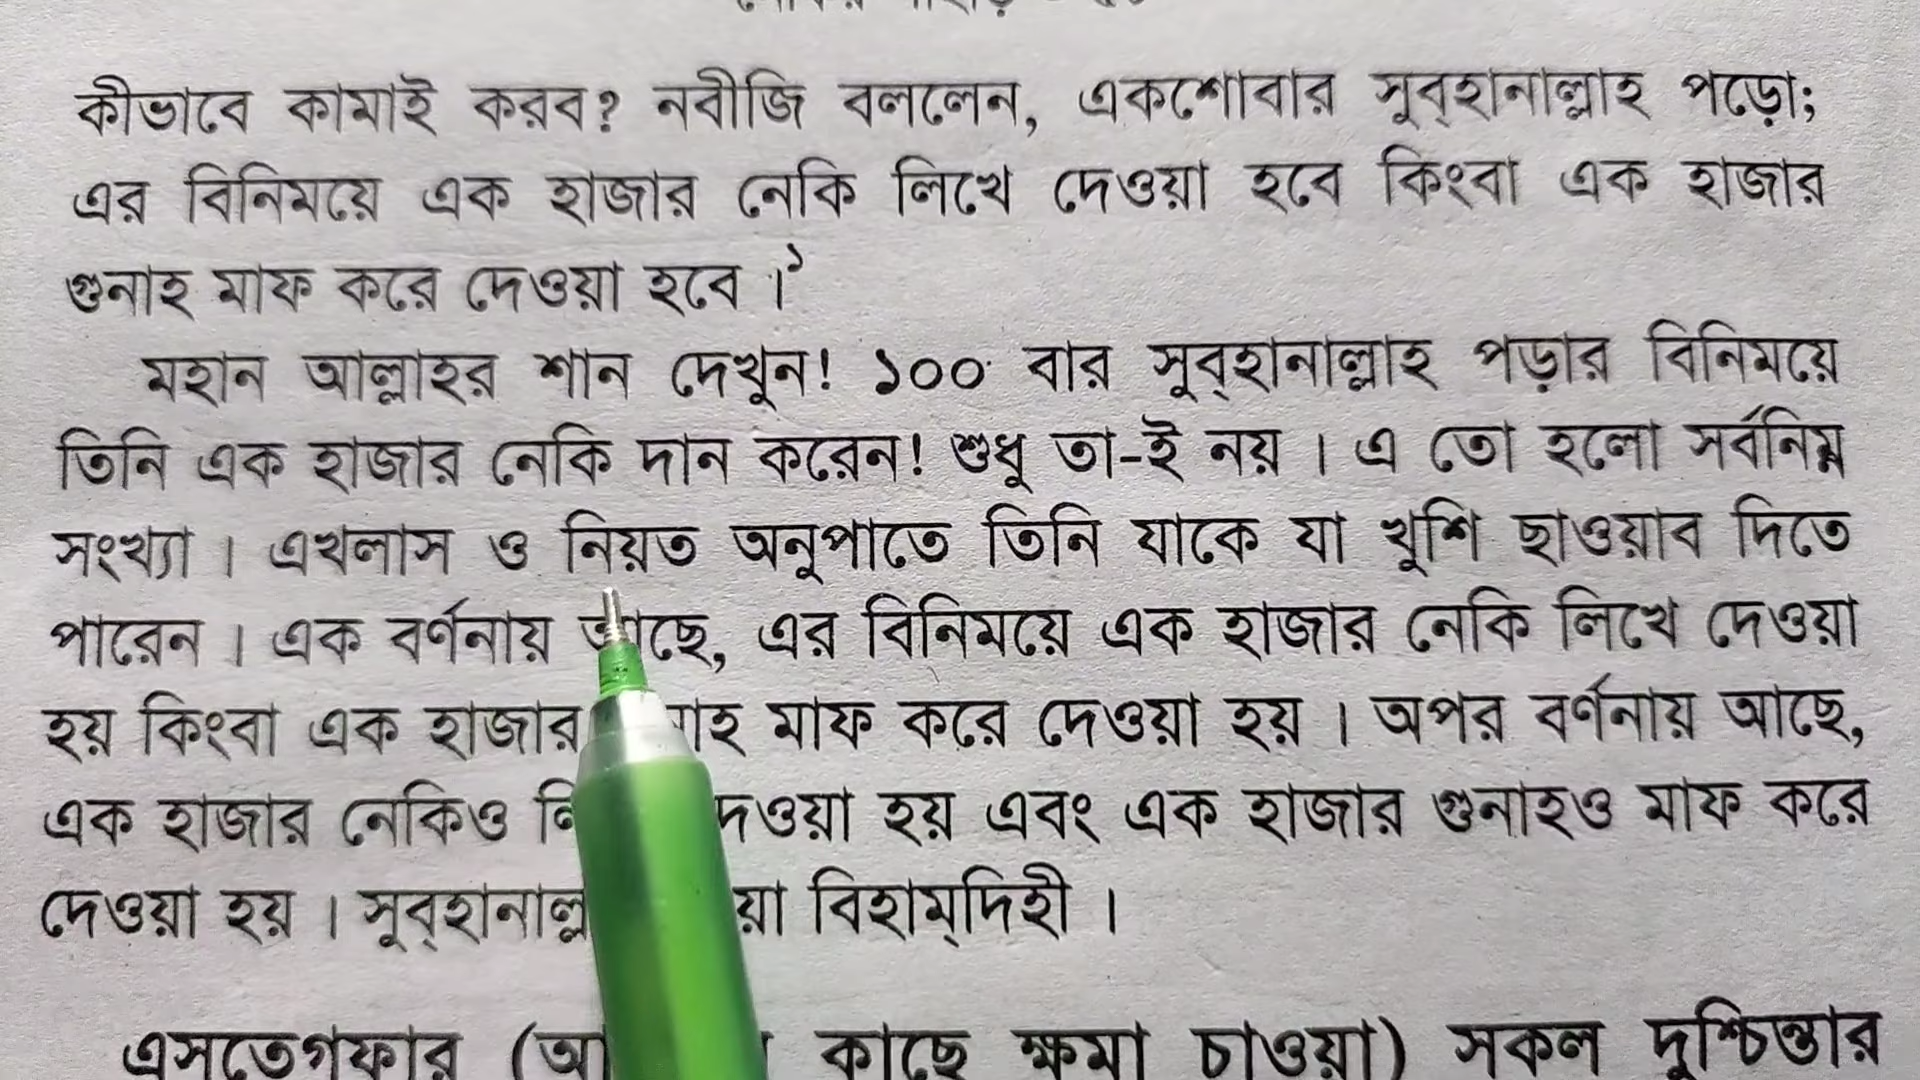 কীভাবে কামাই করব? নবীজি বললেন, একশোবার সুব্‌হানাল্লাহ পড়ো;
এর বিনিময়ে এক হাজার নেকি লিখে দেওয়া হবে কিংবা এক হাজার
গুনাহ মাফ করে দেওয়া হবে ।১
মহান আল্লাহর শান দেখুন! ১০০ বার সুব্‌হানাল্লাহ পড়ার বিনিময়ে
তিনি এক হাজার নেকি দান করেন! শুধু তা-ই নয় । এ তো হলো সর্বনিম্ন
সংখ্যা । এখলাস ও নিয়ত অনুপাতে তিনি যাকে যা খুশি ছাওয়াব দিতে
পারেন । এক বর্ণনায় আছে, এর বিনিময়ে এক হাজার নেকি লিখে দেওয়া
হয় কিংবা এক হাজার মাফ করে দেওয়া হয় । অপর বর্ণনায় আছে,
এক হাজার নেকিও হয় এবং এক হাজার গুনাহও মাফ করে
দেওয়া হয় । বিহাম্‌দিহী ।
এসতেগফার কাছে ক্ষমা চাওয়া) সকল দুশ্চিন্তার